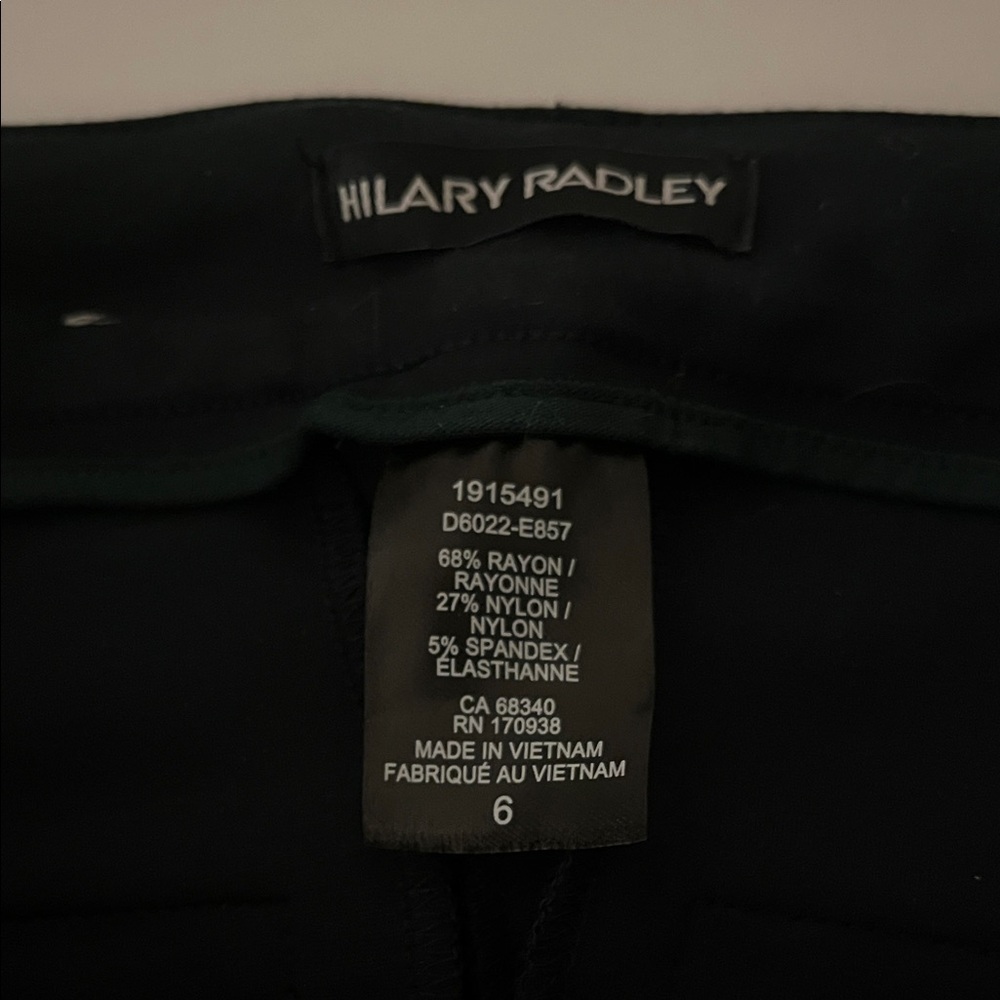 HILARY RADLEY
1915491
D6022-E857
68% RAYON /
RAYONNE
27% NYLON /
NYLON
5% SPANDEX /
ÉLASTHANNE
CA 68340
RN 170938
MADE IN VIETNAM
FABRIQUÉ AU VIETNAM
6